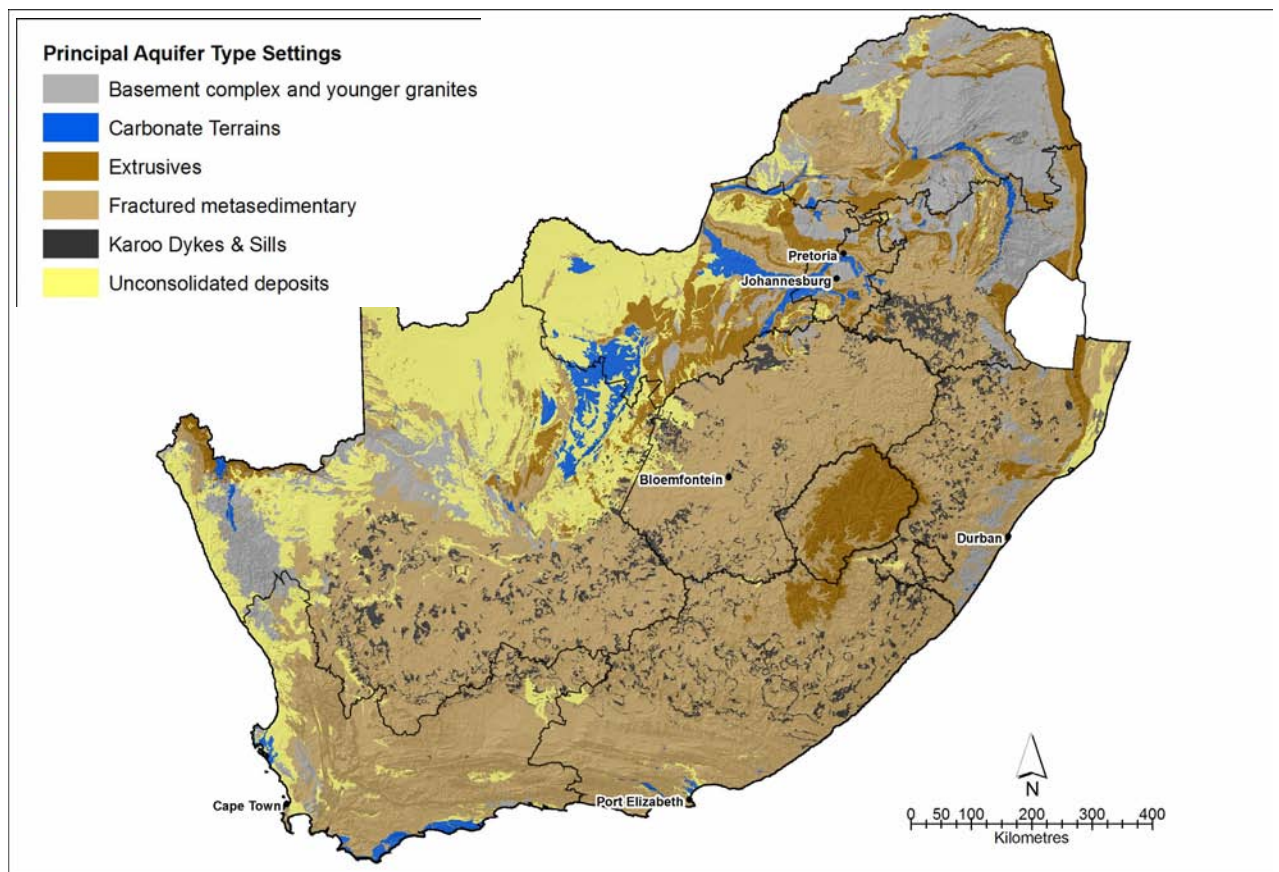 Principal Aquifer Type Settings
Basement complex and younger granites
Carbonate Terrains
Extrusives
Fractured metasedimentary
Karoo Dykes & Sills
Unconsolidated deposits
Pretoria
Johannesburg
Bloemfontein
Durban
Cape Town
Port Elizabeth
N
0 50 100 200 300 400
Kilometres